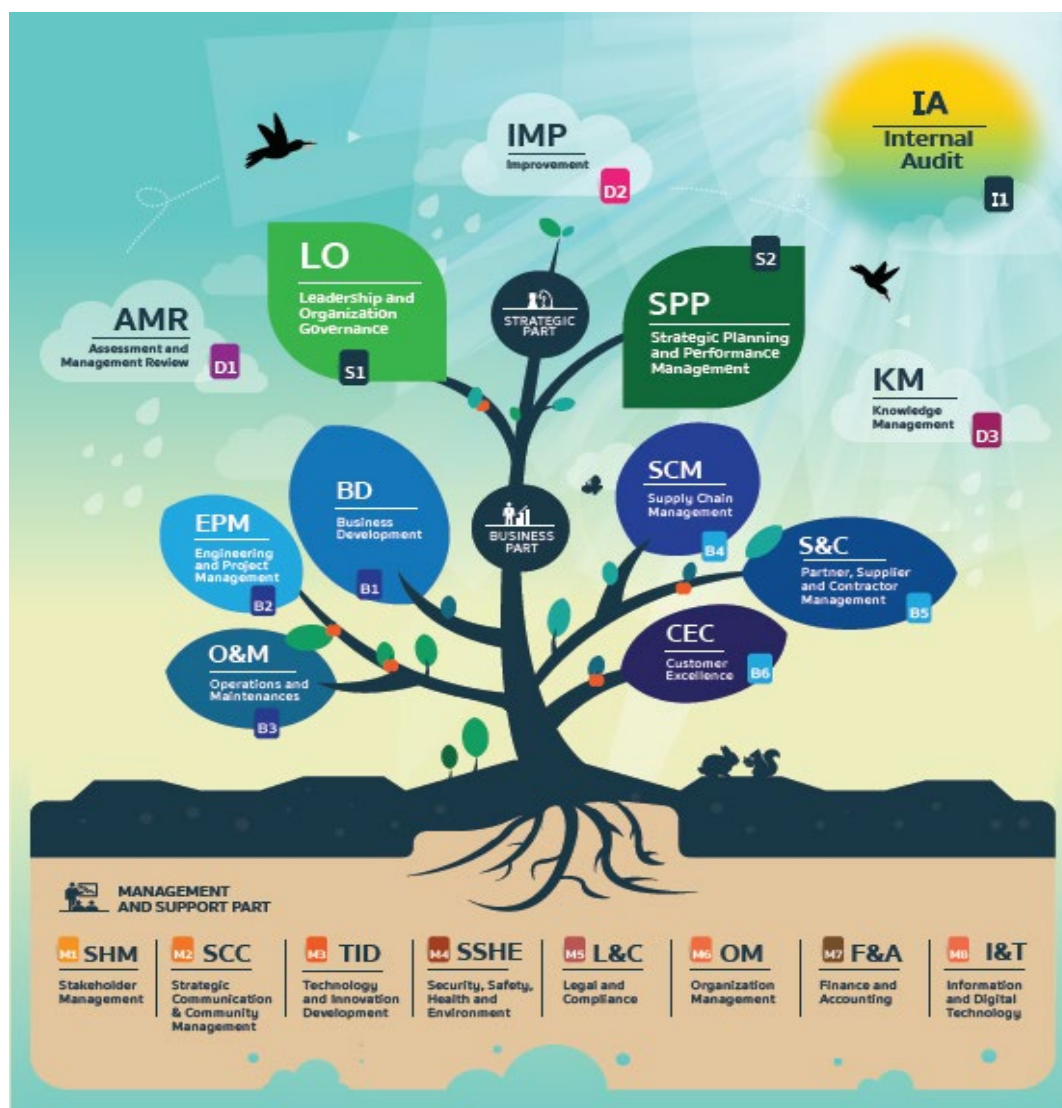 IMP
Improvement
D2
IA
Internal
Audit
I1
LO
Leadership and
Organization
Governance
S1
STRATEGIC
PART
S2
SPP
Strategic Planning
and Performance
Management
AMR
Assessment and
Management Review
D1
KM
Knowledge
Management
D3
BD
Business
Development
B1
BUSINESS
PART
SCM
Supply Chain
Management
B4
EPM
Engineering
and Project
Management
B2
S&C
Partner, Supplier
and Contractor
Management
B5
O&M
Operations and
Maintenances
B3
CEC
Customer
Excellence
B6
MANAGEMENT
AND SUPPORT PART
M1 SHM
Stakeholder
Management
M2 SCC
Strategic
Communication
& Community
Management
M3 TID
Technology
and Innovation
Development
M4 SSHE
Security, Safety,
Health and
Environment
M5 L&C
Legal and
Compliance
M6 OM
Organization
Management
M7 F&A
Finance and
Accounting
M8 I&T
Information
and Digital
Technology